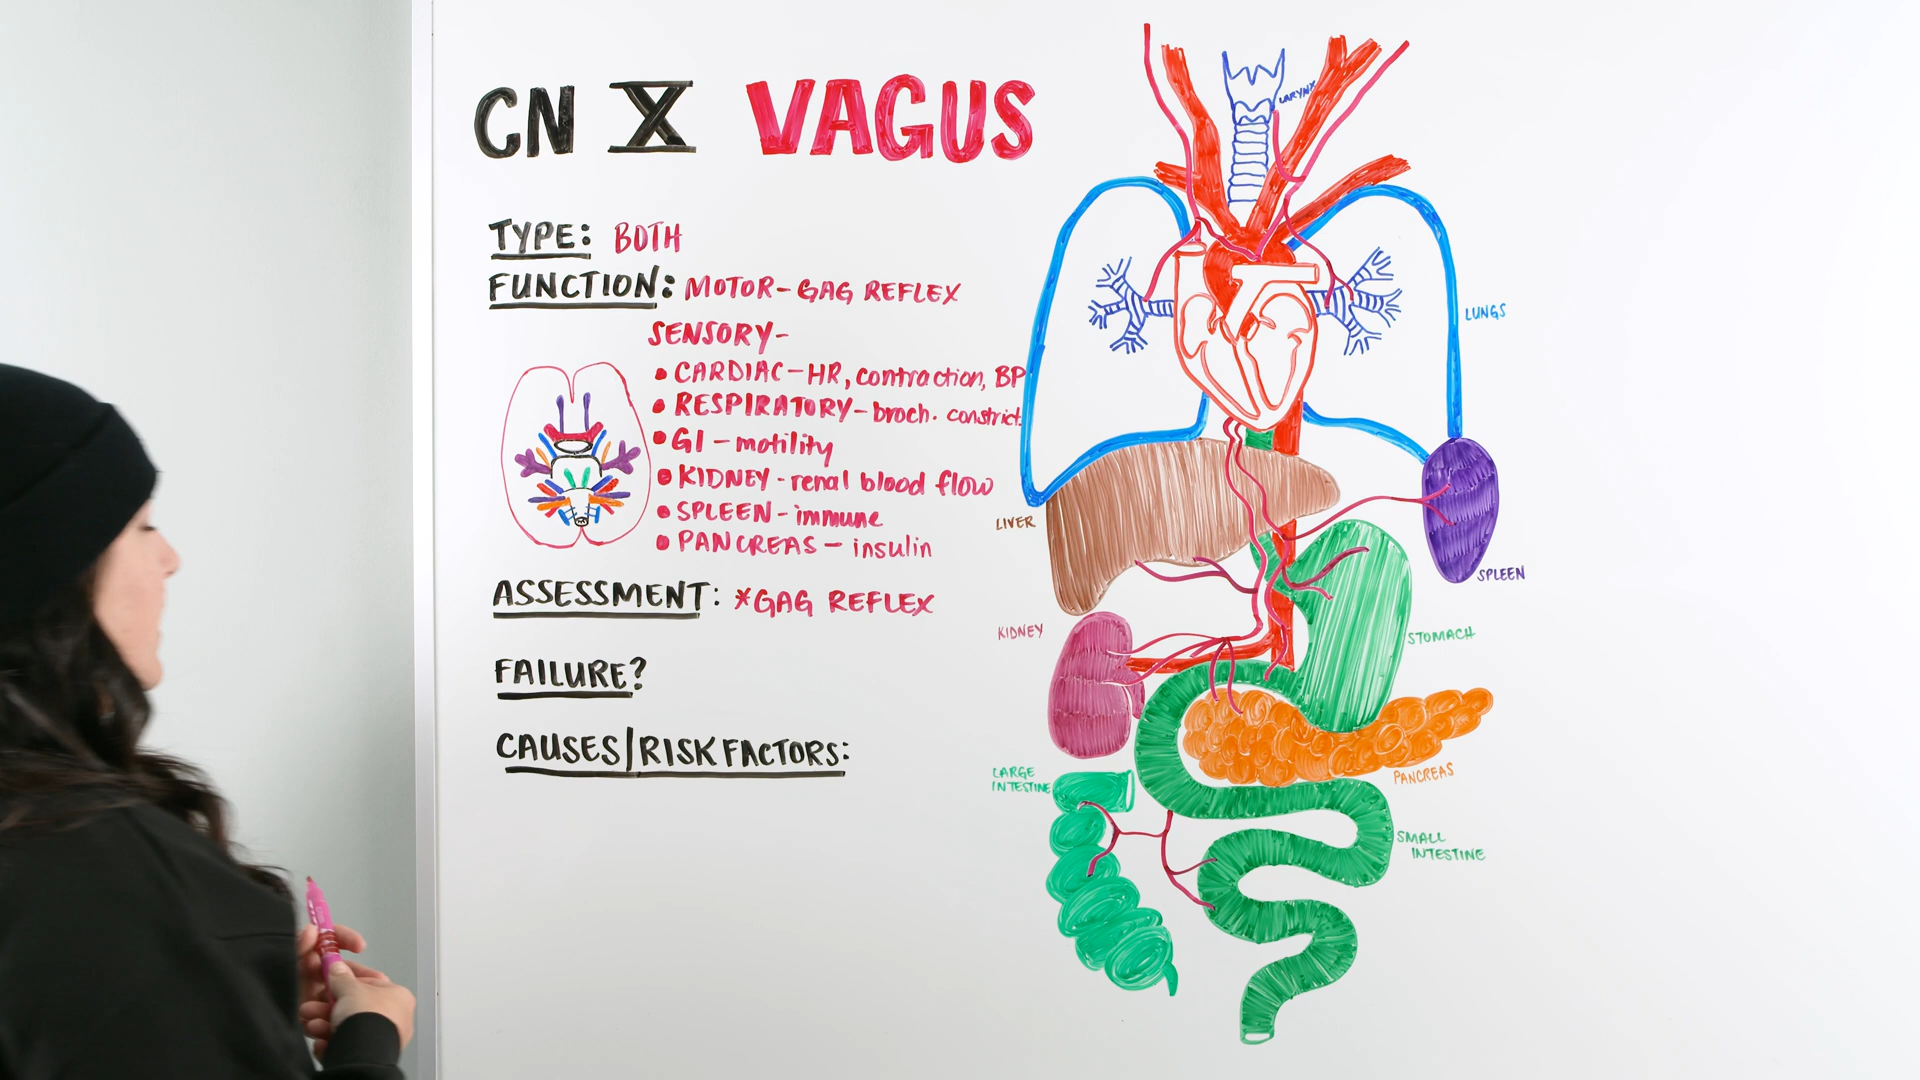 CN X VAGUS
TYPE: BOTH
FUNCTION: MOTOR - GAG REFLEX
SENSORY -
• CARDIAC - HR, contraction, BP
• RESPIRATORY - broch. constrict.
• GI - motility
• KIDNEY - renal blood flow
• SPLEEN - immune
• PANCREAS - insulin
ASSESSMENT: *GAG REFLEX
FAILURE?
CAUSES/RISK FACTORS:
LARYNX
LUNGS
LIVER
SPLEEN
KIDNEY
STOMACH
LARGE
INTESTINE
PANCREAS
SMALL
INTESTINE